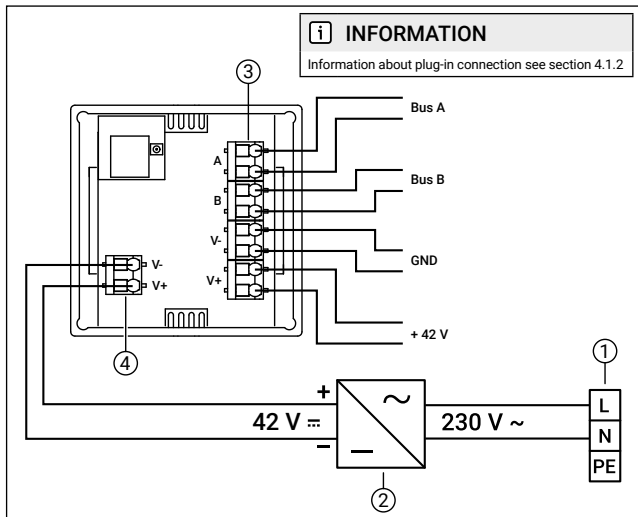 i INFORMATION
Information about plug-in connection see section 4.1.2
3
Bus A
A
Bus B
B
V-
GND
V-
V+
V+
+ 42 V
4
1
+
L
42 V ⎓
~
230 V ~
N
−
—
PE
2